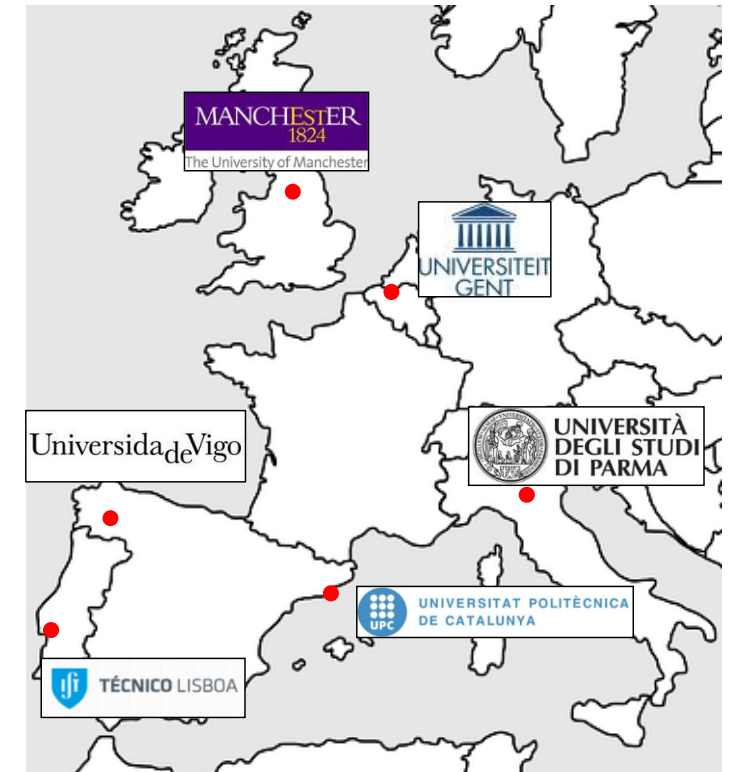 MANCHEstER
1824
The University of Manchester
UNIVERSITEIT
GENT
UniversidadeVigo
UNIVERSITÀ
DEGLI STUDI
DI PARMA
UPC
UNIVERSITAT POLITÈCNICA
DE CATALUNYA
TÉCNICO LISBOA